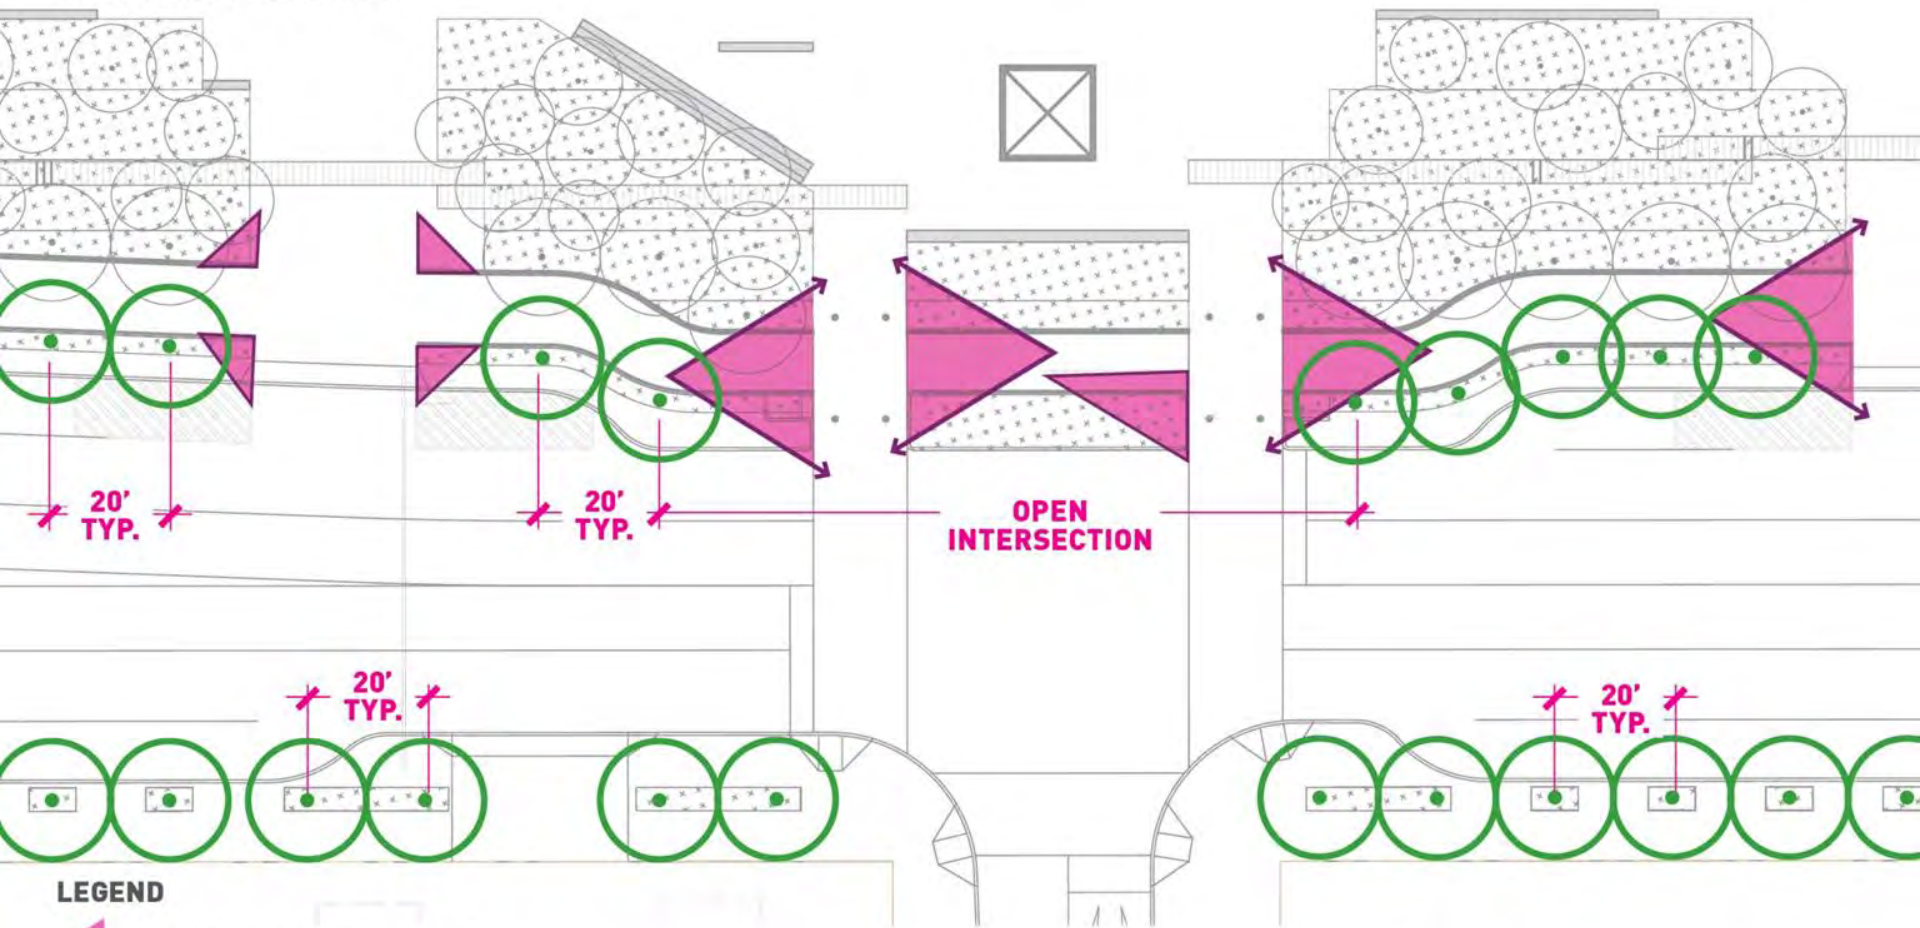 20'
TYP.
20'
TYP.
OPEN
INTERSECTION
20'
TYP.
20'
TYP.
LEGEND